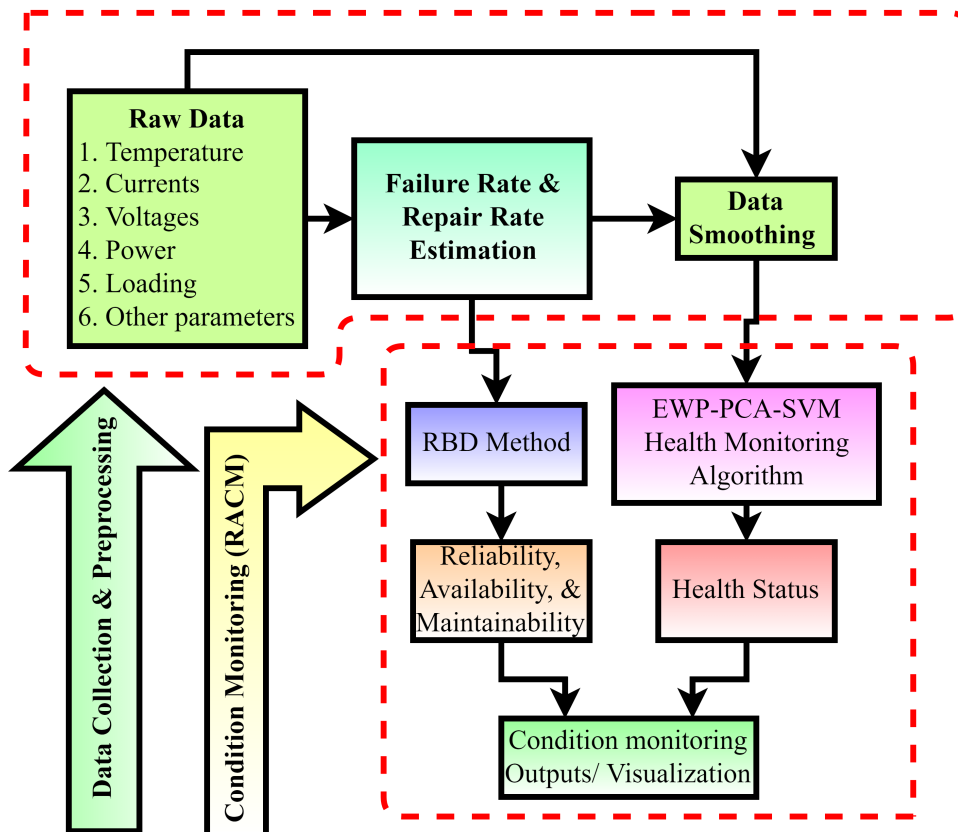 Raw Data
1. Temperature
2. Currents
3. Voltages
4. Power
5. Loading
6. Other parameters
Failure Rate &
Repair Rate
Estimation
Data
Smoothing
Data Collection & Preprocessing
Condition Monitoring (RACM)
RBD Method
EWP-PCA-SVM
Health Monitoring
Algorithm
Reliability,
Availability, &
Maintainability
Health Status
Condition monitoring
Outputs/ Visualization